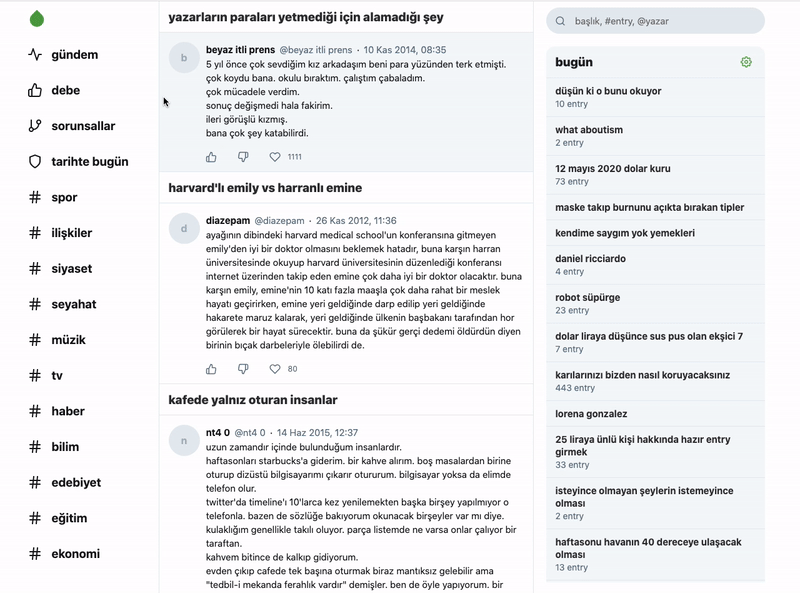 gündem
debe
sorunsallar
tarihte bugün
spor
ilişkiler
siyaset
seyahat
müzik
tv
haber
bilim
edebiyet
eğitim
ekonomi
yazarların paraları yetmediği için alamadığı şey
b
beyaz itli prens @beyaz itli prens · 10 Kas 2014, 08:35
5 yıl önce çok sevdiğim kız arkadaşım beni para yüzünden terk etmişti.
çok koydu bana. okulu bıraktım. çalıştım çabaladım.
çok mücadele verdim.
sonuç değişmedi hala fakirim.
ileri görüşlü kızmış.
bana çok şey katabilirdi.
1111
harvard'lı emily vs harranlı emine
d
diazepam @diazepam · 26 Kas 2012, 11:36
ayağının dibindeki harvard medical school'un konferansına gitmeyen
emily'den iyi bir doktor olmasını beklemek hatadır, buna karşın harran
üniversitesinde okuyup harvard üniversitesinin düzenlediği konferansı
internet üzerinden takip eden emine çok daha iyi bir doktor olacaktır. buna
karşın emily, emine'nin 10 katı fazla maaşla çok daha rahat bir meslek
hayatı geçirirken, emine yeri geldiğinde darp edilip yeri geldiğinde
hakarete maruz kalarak, yeri geldiğinde ülkenin başbakanı tarafından hor
görülerek bir hayat sürecektir. buna da şükür gerçi dedemi öldürdün diyen
birinin bıçak darbeleriyle ölebilirdi de.
80
kafede yalnız oturan insanlar
n
nt4 0 @nt4 0 · 14 Haz 2015, 12:37
uzun zamandır içinde bulunduğum insanlardır.
haftasonları starbucks'a giderim. bir kahve alırım. boş masalardan birine
oturup dizüstü bilgisayarımı çıkarır otururum. bilgisayar yoksa da elimde
telefon olur.
twitter'da timeline'ı 10'larca kez yenilemekten başka birşey yapılmıyor o
telefonla. bazen de sözlüğe bakıyorum okunacak birşeyler var mı diye.
kulaklığım genellikle takılı oluyor. parça listemde ne varsa onlar çalıyor bir
taraftan.
kahvem bitince de kalkıp gidiyorum.
evden çıkıp cafede tek başına oturmak biraz mantıksız gelebilir ama
"tedbil-i mekanda ferahlık vardır" demişler. ben de öyle yapıyorum. bir
başlık, #entry, @yazar
bugün
düşün ki o bunu okuyor
10 entry
what aboutism
2 entry
12 mayıs 2020 dolar kuru
73 entry
maske takıp burnunu açıkta bırakan tipler
kendime saygım yok yemekleri
daniel ricciardo
4 entry
robot süpürge
23 entry
dolar liraya düşünce sus pus olan ekşici 7
7 entry
karılarınızı bizden nasıl koruyacaksınız
443 entry
lorena gonzalez
25 liraya ünlü kişi hakkında hazır entry
girmek
33 entry
isteyince olmayan şeylerin istemeyince
olması
2 entry
haftasonu havanın 40 dereceye ulaşacak
olması
13 entry